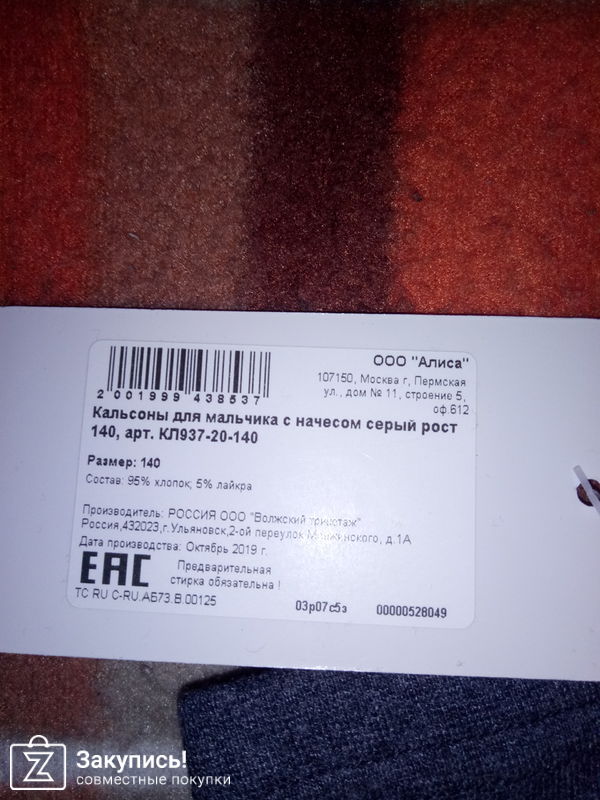 ООО "Алиса"
107150, Москва г, Пермская
ул., дом № 11, строение 5,
оф.612
2 001999 438537
Кальсоны для мальчика с начесом серый рост
140, арт. КЛ937-20-140
Размер: 140
Состав: 95% хлопок; 5% лайкра
Производитель: РОССИЯ ООО "Волжский трикотаж"
Россия,432023,г.Ульяновск,2-ой переулок д.1А
Дата производства: Октябрь 2019 г.
ЕАС
Предварительная
стирка обязательна !
ТС RU C-RU.АБ73.В.00125
03р07с5э
00000528049
Закупись!
совместные покупки